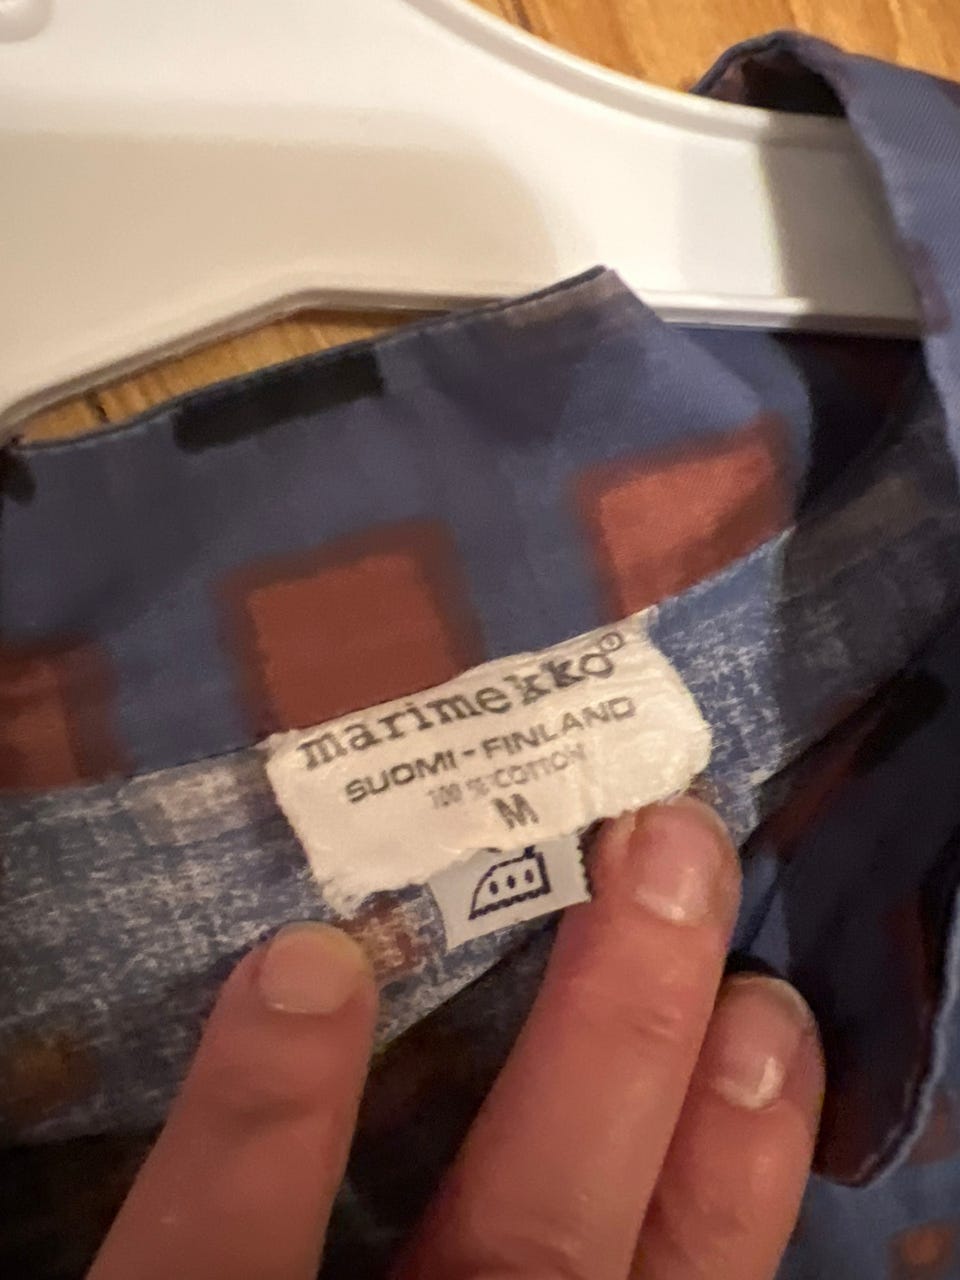 marimekko®
SUOMI-FINLAND
100 % COTTON
M